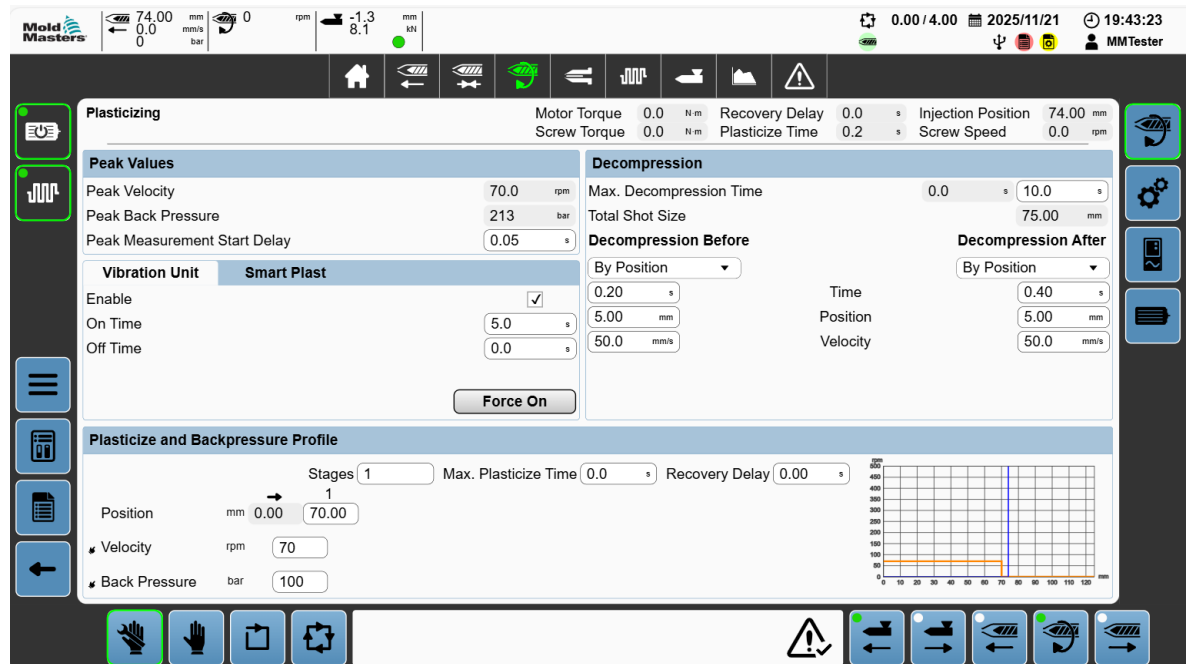 Mold Masters
74.00 mm
0.0 mm/s
0 bar
0 rpm
-1.3 mm
8.1 kN
0.00 / 4.00
2025/11/21
19:43:23
MMTester
Plasticizing
Motor Torque 0.0 N·m Recovery Delay 0.0 s Injection Position 74.00 mm
Screw Torque 0.0 N·m Plasticize Time 0.2 s Screw Speed 0.0 rpm
Peak Values
Peak Velocity 70.0 rpm
Peak Back Pressure 213 bar
Peak Measurement Start Delay 0.05 s
Vibration Unit Smart Plast
Enable
On Time 5.0 s
Off Time 0.0 s
Force On
Decompression
Max. Decompression Time 0.0 s 10.0 s
Total Shot Size 75.00 mm
Decompression Before Decompression After
By Position By Position
0.20 s Time 0.40 s
5.00 mm Position 5.00 mm
50.0 mm/s Velocity 50.0 mm/s
Plasticize and Backpressure Profile
Stages 1 Max. Plasticize Time 0.0 s Recovery Delay 0.00 s
1
Position mm 0.00 70.00
Velocity rpm 70
Back Pressure bar 100
rpm
500
450
400
350
300
250
200
150
100
50
0
0 10 20 30 40 50 60 70 80 90 100 110 120 mm